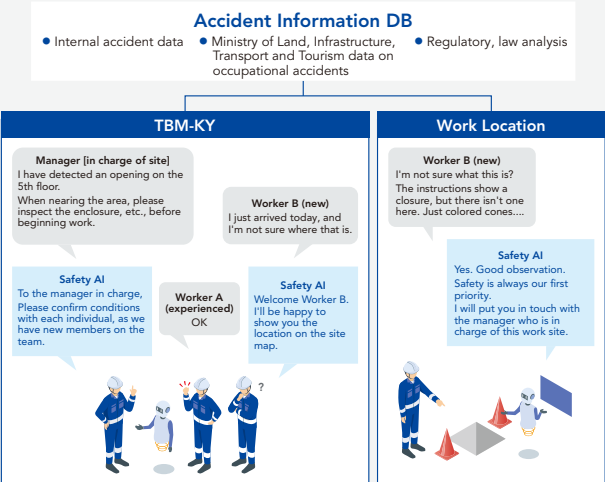 Accident Information DB
● Internal accident data
● Ministry of Land, Infrastructure,
Transport and Tourism data on
occupational accidents
● Regulatory, law analysis
TBM-KY
Manager [in charge of site]
I have detected an opening on the
5th floor.
When nearing the area, please
inspect the enclosure, etc., before
beginning work.
Worker B (new)
I just arrived today, and
I'm not sure where that is.
Safety AI
To the manager in charge,
Please confirm conditions
with each individual, as we
have new members on the
team.
Worker A
(experienced)
OK
Safety AI
Welcome Worker B.
I'll be happy to
show you the
location on the site
map.
?
Work Location
Worker B (new)
I'm not sure what this is?
The instructions show a
closure, but there isn't one
here. Just colored cones....
Safety AI
Yes. Good observation.
Safety is always our first
priority.
I will put you in touch with
the manager who is in
charge of this work site.